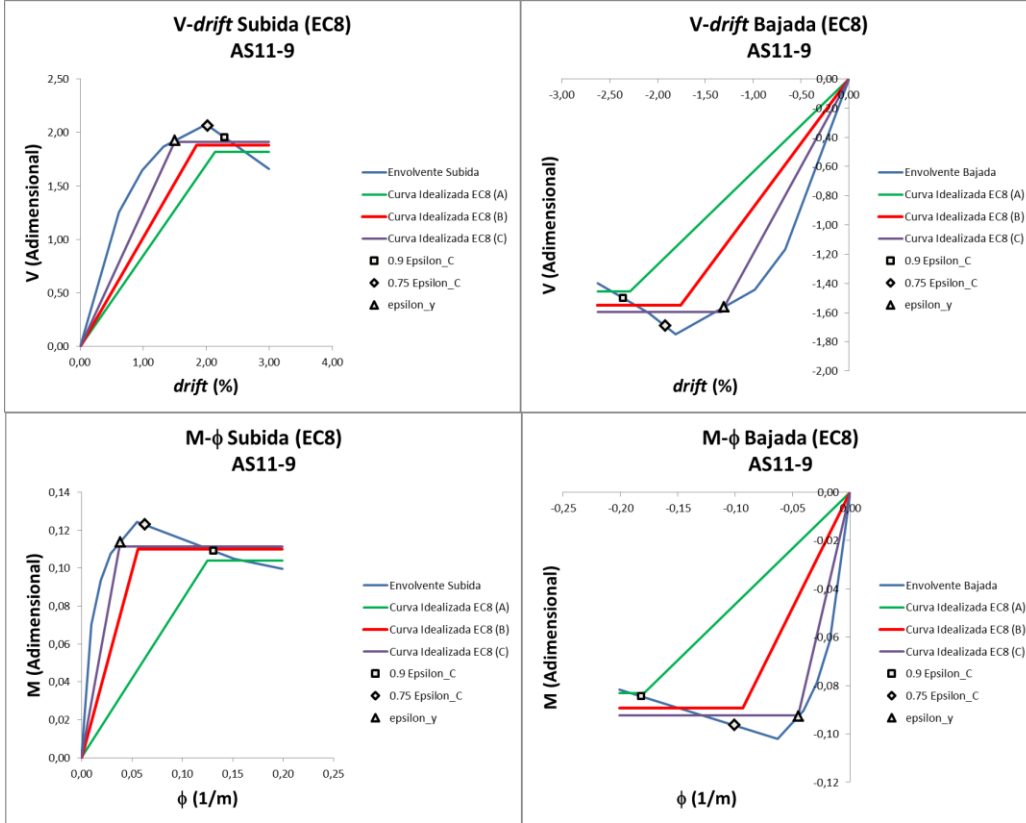 V-drift Subida (EC8)
AS11-9
2,50
2,00
1,50
1,00
0,50
0,00
0,00 1,00 2,00 3,00 4,00
V (Adimensional)
drift (%)
Envolvente Subida
Curva Idealizada EC8 (A)
Curva Idealizada EC8 (B)
Curva Idealizada EC8 (C)
0.9 Epsilon_C
0.75 Epsilon_C
epsilon_y
V-drift Bajada (EC8)
AS11-9
-3,00 -2,50 -2,00 -1,50 -1,00 -0,50 0,00
0,00
-0,20
-0,40
-0,60
-0,80
-1,00
-1,20
-1,40
-1,60
-1,80
-2,00
V (Adimensional)
drift (%)
Envolvente Bajada
Curva Idealizada EC8 (A)
Curva Idealizada EC8 (B)
Curva Idealizada EC8 (C)
0.9 Epsilon_C
0.75 Epsilon_C
epsilon_y
M-ϕ Subida (EC8)
AS11-9
0,14
0,12
0,10
0,08
0,06
0,04
0,02
0,00
0,00 0,05 0,10 0,15 0,20 0,25
M (Adimensional)
ϕ (1/m)
Envolvente Subida
Curva Idealizada EC8 (A)
Curva Idealizada EC8 (B)
Curva Idealizada EC8 (C)
0.9 Epsilon_C
0.75 Epsilon_C
epsilon_y
M-ϕ Bajada (EC8)
AS11-9
-0,25 -0,20 -0,15 -0,10 -0,05 0,00
0,00
-0,02
-0,04
-0,06
-0,08
-0,10
-0,12
M (Adimensional)
ϕ (1/m)
Envolvente Bajada
Curva Idealizada EC8 (A)
Curva Idealizada EC8 (B)
Curva Idealizada EC8 (C)
0.9 Epsilon_C
0.75 Epsilon_C
epsilon_y